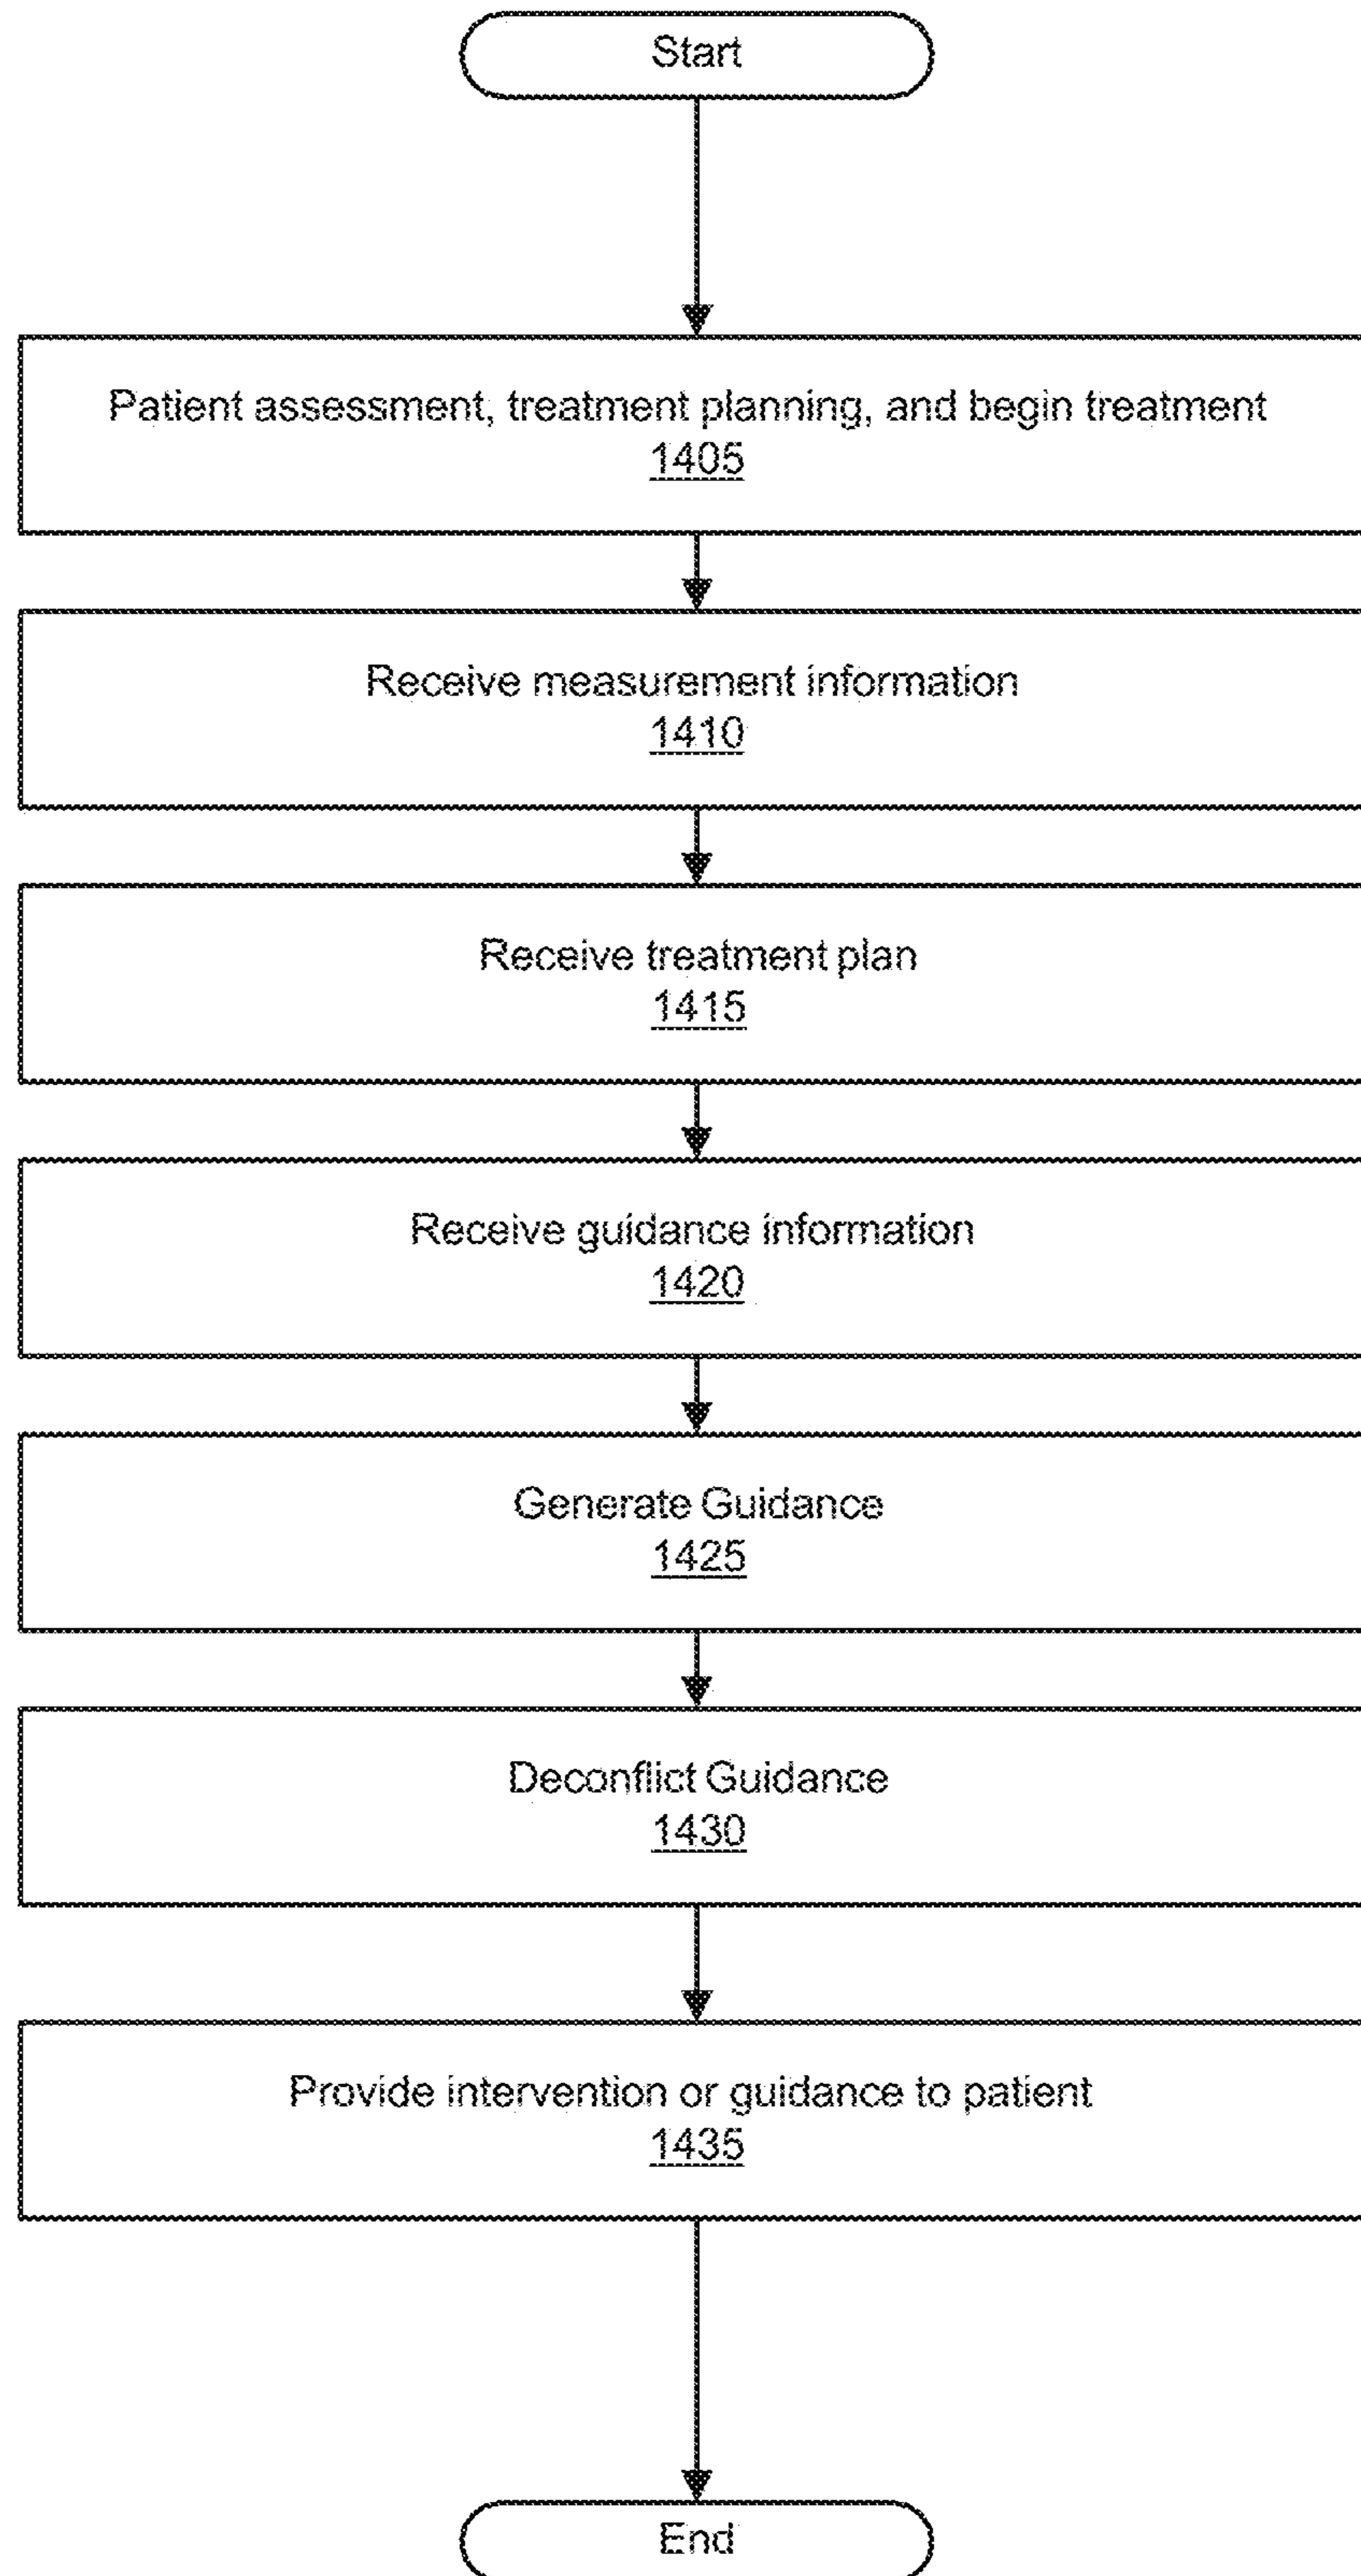 Start
Patient assessment, treatment planning, and begin treatment
1405
Receive measurement information
1410
Receive treatment plan
1415
Receive guidance information
1420
Generate Guidance
1425
Deconflict Guidance
1430
Provide intervention or guidance to patient
1435
End